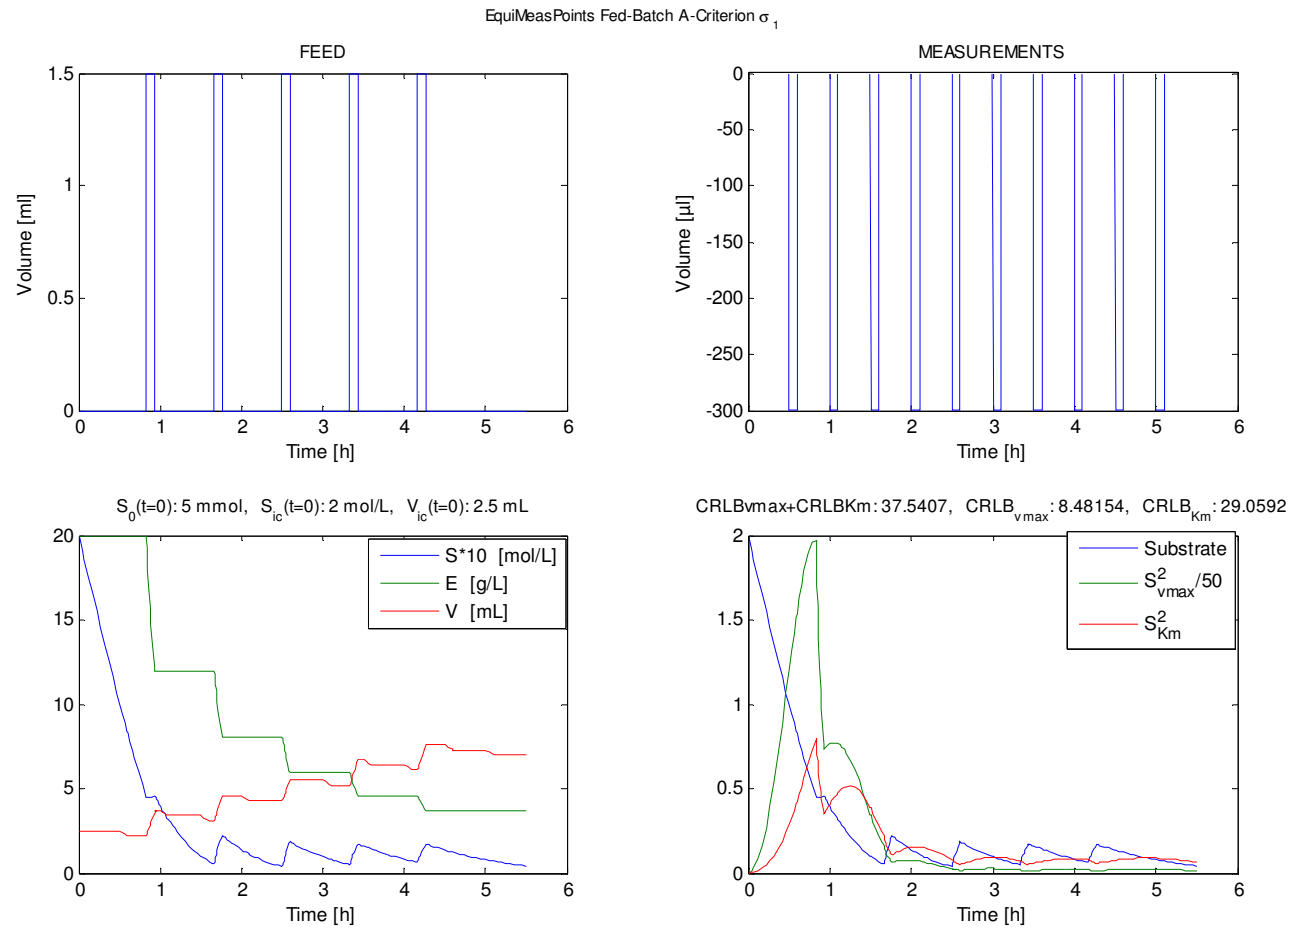 EquiMeasPoints Fed-Batch A-Criterion σ1
FEED
1.5
1
0.5
0
Volume [ml]
0 1 2 3 4 5 6
Time [h]
MEASUREMENTS
0
-50
-100
-150
-200
-250
-300
Volume [µl]
0 1 2 3 4 5 6
Time [h]
S0(t=0): 5 mmol, Sic(t=0): 2 mol/L, Vic(t=0): 2.5 mL
20
15
10
5
0
S*10 [mol/L]
E [g/L]
V [mL]
0 1 2 3 4 5 6
Time [h]
CRLBvmax+CRLBKm: 37.5407, CRLBvmax: 8.48154, CRLBKm: 29.0592
2
1.5
1
0.5
0
Substrate
S²vmax/50
S²Km
0 1 2 3 4 5 6
Time [h]